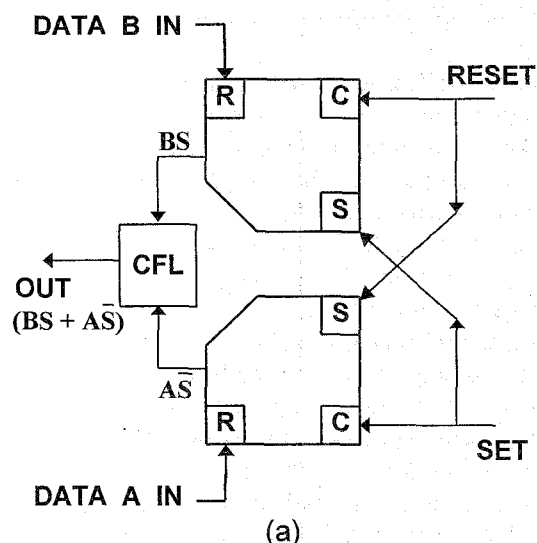 DATA B IN
R
C
RESET
BS
S
CFL
OUT
(BS + AS̅)
S
AS̅
R
C
SET
DATA A IN
(a)